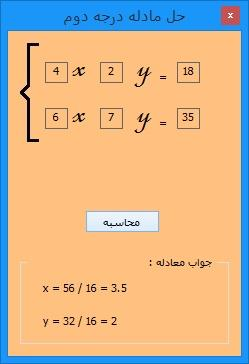 حل مادله درجه دوم
x
4 x 2 y = 18
6 x 7 y = 35
محاسبه
جواب معادله :
x = 56 / 16 = 3.5
y = 32 / 16 = 2